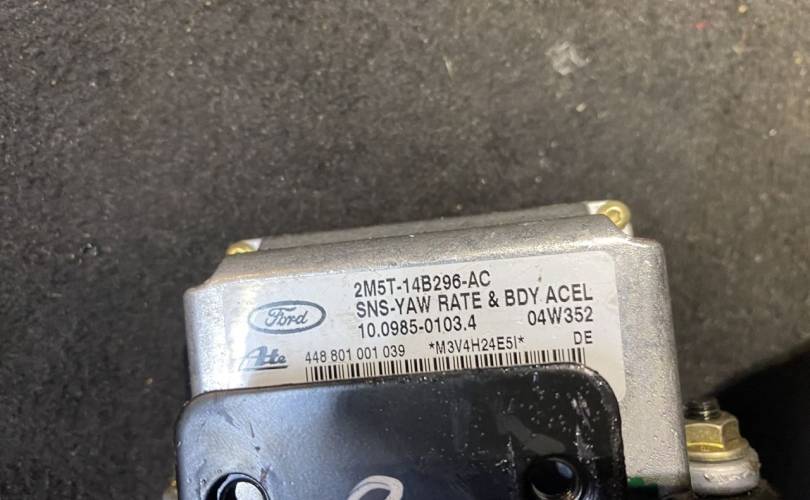 2M5T-14B296-AC
Ford
SNS-YAW RATE & BDY ACEL
10.0985-0103.4 04W352
Ate 448 801 001 039 *M3V4H24E5I* DE